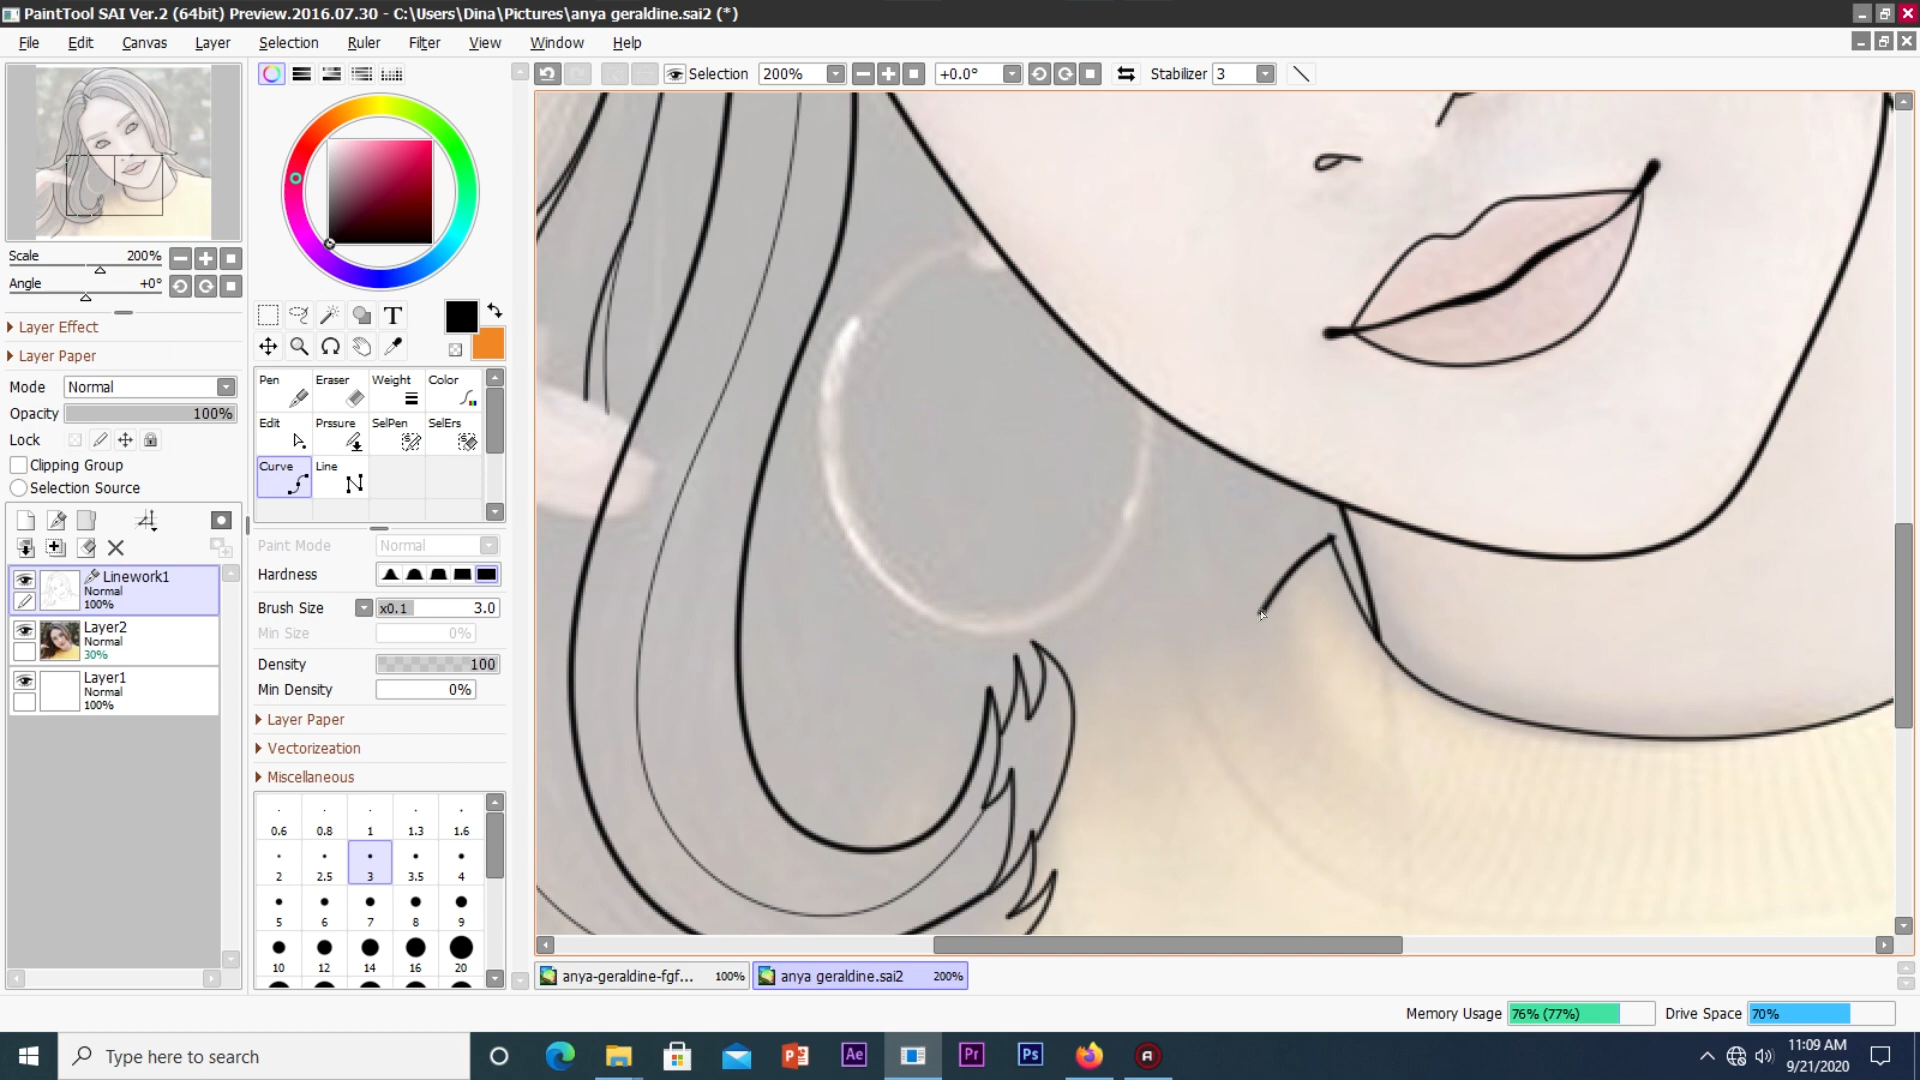 PaintTool SAI Ver.2 (64bit) Preview.2016.07.30 - C:\Users\Dina\Pictures\anya geraldine.sai2 (*)
File Edit Canvas Layer Selection Ruler Filter View Window Help
Selection 200% +0.0° Stabilizer 3
Scale 200%
Angle +0°
Layer Effect
Layer Paper
Mode Normal
Opacity 100%
Lock
Clipping Group
Selection Source
Linework1
Normal
100%
Layer2
Normal
30%
Layer1
Normal
100%
T
Pen Eraser Weight Color
Edit Prssure SelPen SelErs
Curve Line
Paint Mode Normal
Hardness
Brush Size x0.1 3.0
Min Size 0%
Density 100
Min Density 0%
Layer Paper
Vectorizeation
Miscellaneous
0.6 0.8 1 1.3 1.6
2 2.5 3 3.5 4
5 6 7 8 9
10 12 14 16 20
anya-geraldine-fgf... 100% anya geraldine.sai2 200%
Memory Usage 76% (77%) Drive Space 70%
Type here to search
Ae Pr Ps
11:09 AM
9/21/2020